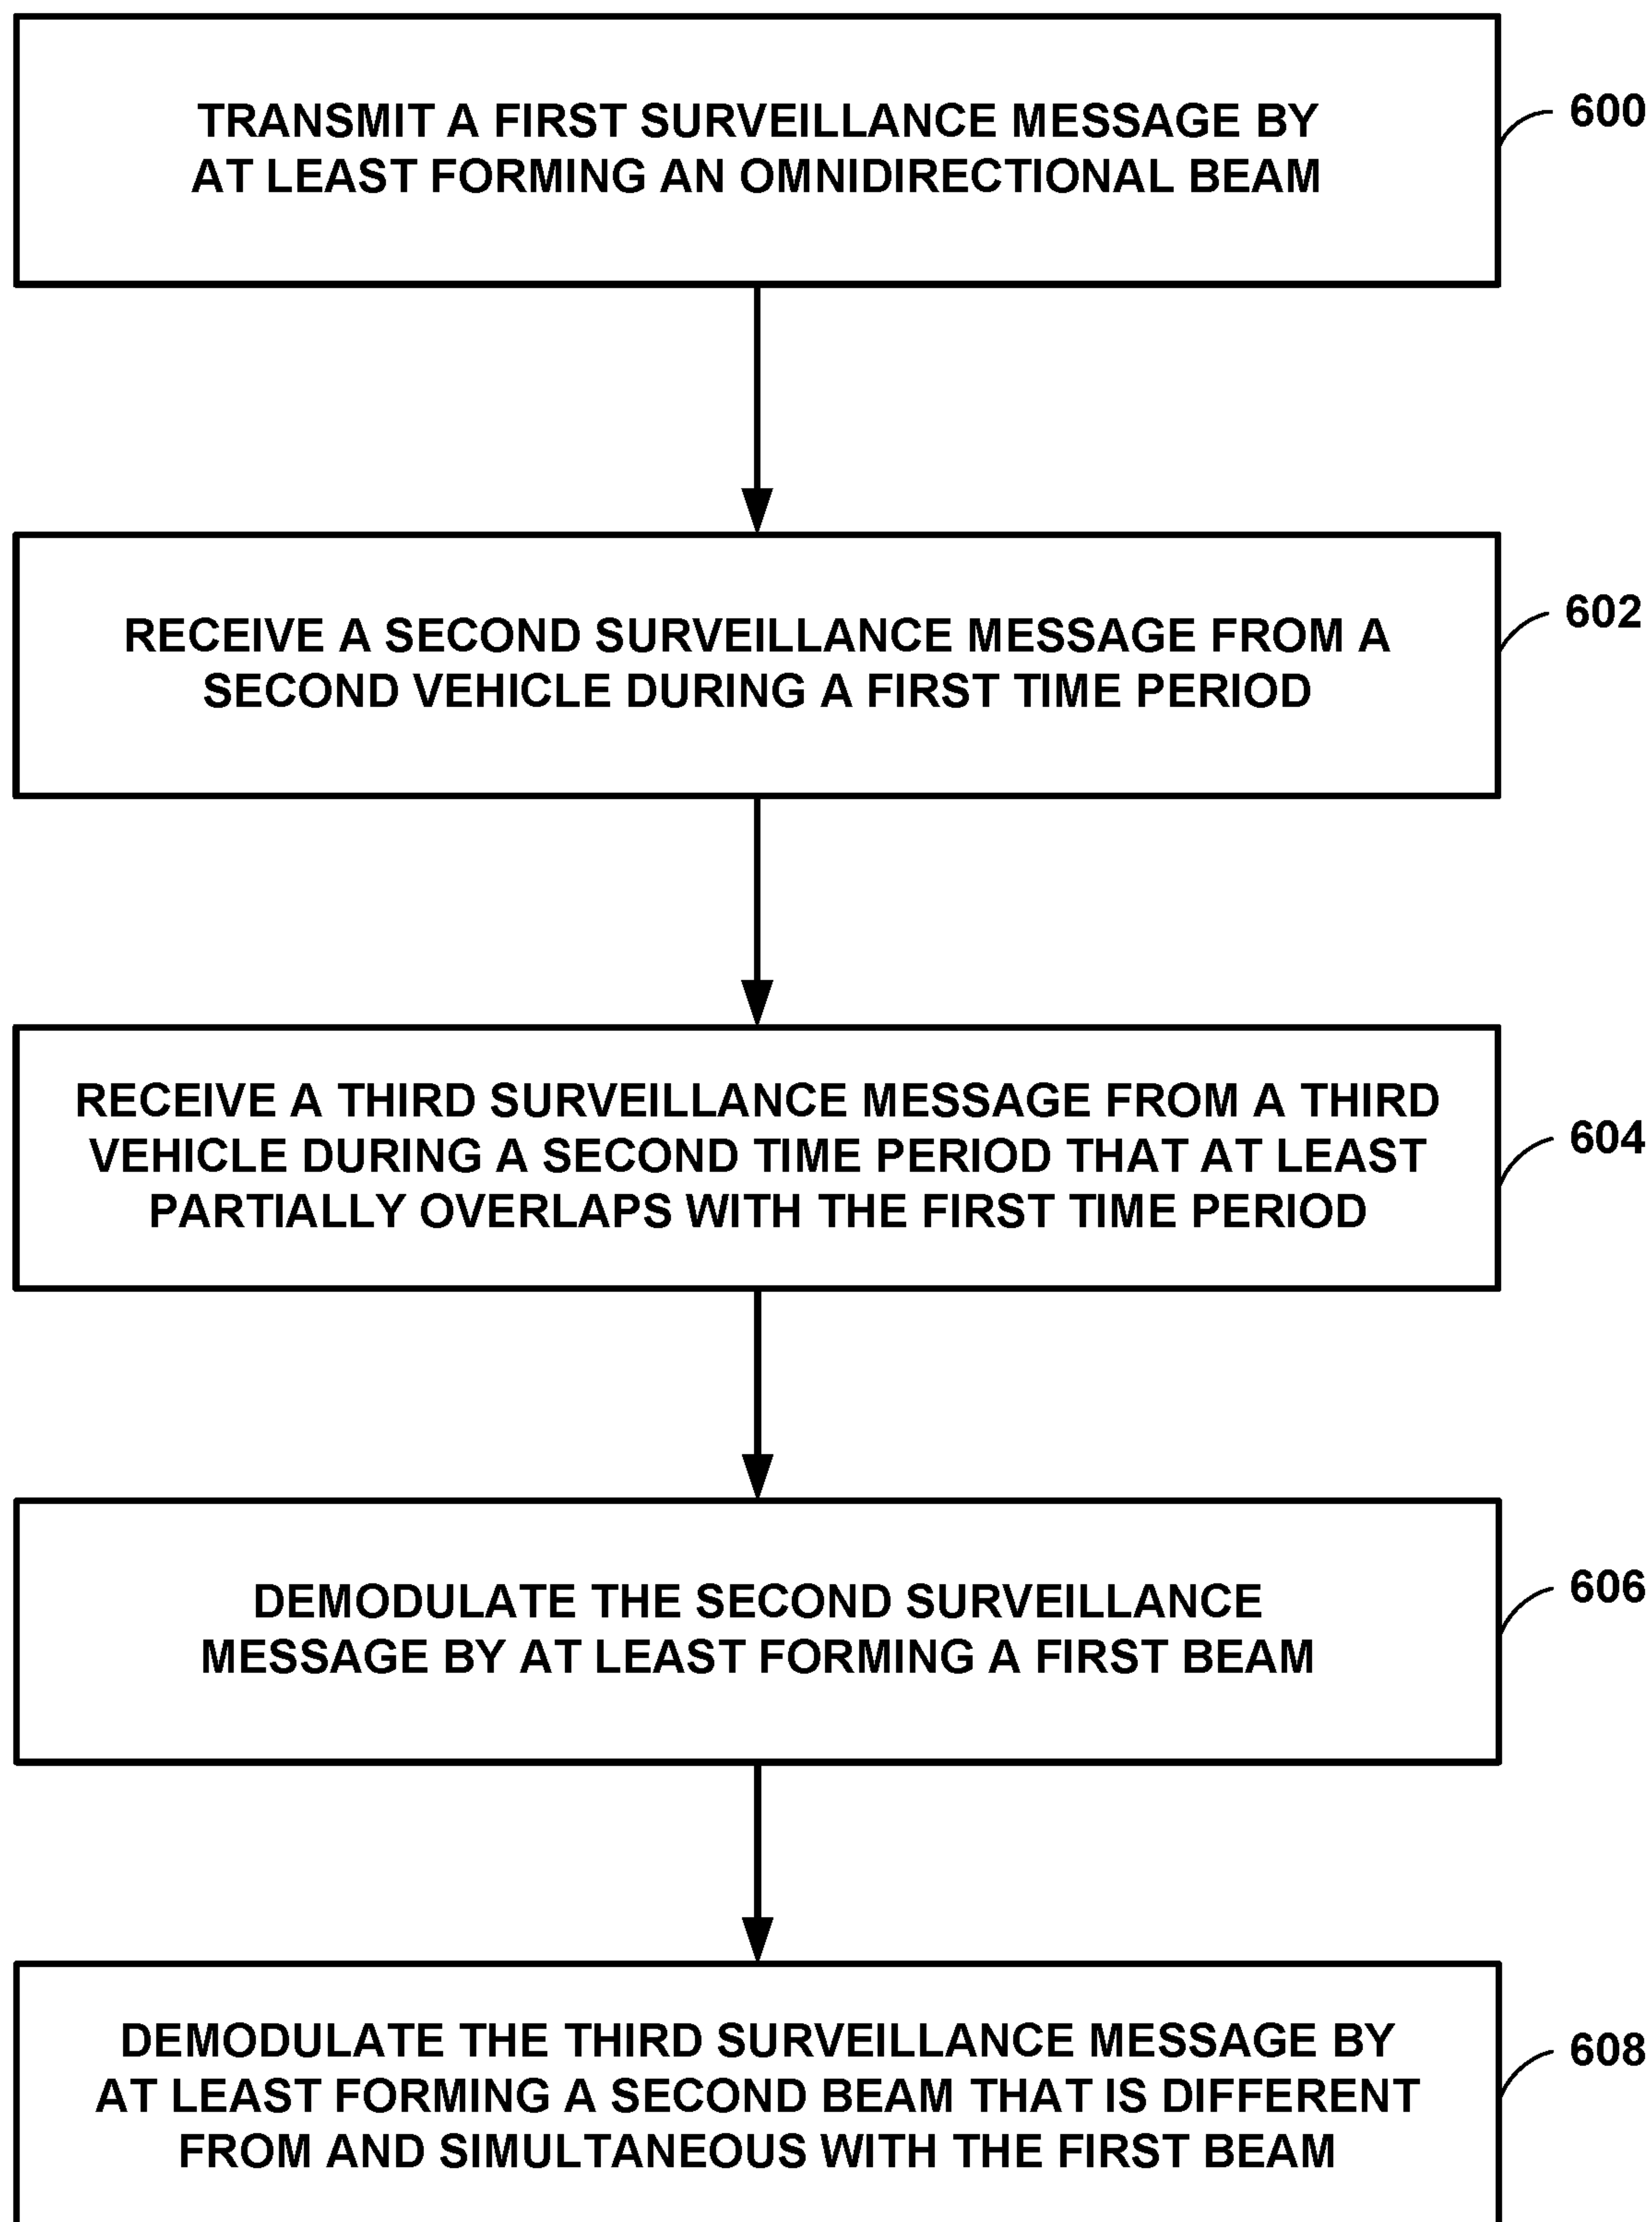 TRANSMIT A FIRST SURVEILLANCE MESSAGE BY
AT LEAST FORMING AN OMNIDIRECTIONAL BEAM
600
RECEIVE A SECOND SURVEILLANCE MESSAGE FROM A
SECOND VEHICLE DURING A FIRST TIME PERIOD
602
RECEIVE A THIRD SURVEILLANCE MESSAGE FROM A THIRD
VEHICLE DURING A SECOND TIME PERIOD THAT AT LEAST
PARTIALLY OVERLAPS WITH THE FIRST TIME PERIOD
604
DEMODULATE THE SECOND SURVEILLANCE
MESSAGE BY AT LEAST FORMING A FIRST BEAM
606
DEMODULATE THE THIRD SURVEILLANCE MESSAGE BY
AT LEAST FORMING A SECOND BEAM THAT IS DIFFERENT
FROM AND SIMULTANEOUS WITH THE FIRST BEAM
608